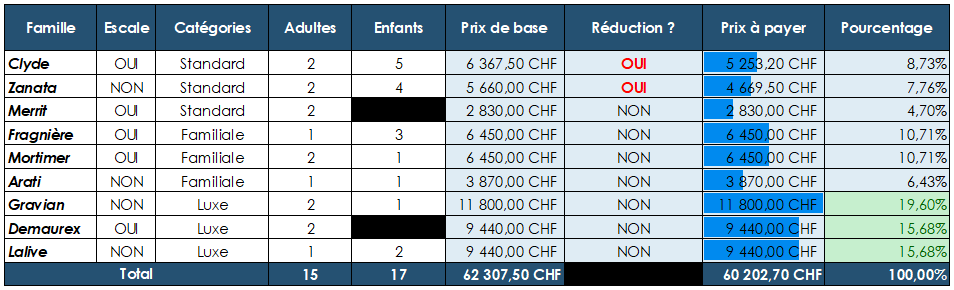 Famille Escale Catégories Adultes Enfants Prix de base Réduction ? Prix à payer Pourcentage
Clyde OUI Standard 2 5 6 367,50 CHF OUI 5 253,20 CHF 8,73%
Zanata NON Standard 2 4 5 660,00 CHF OUI 4 669,50 CHF 7,76%
Merrit OUI Standard 2 2 830,00 CHF NON 2 830,00 CHF 4,70%
Fragnière OUI Familiale 1 3 6 450,00 CHF NON 6 450,00 CHF 10,71%
Mortimer OUI Familiale 2 1 6 450,00 CHF NON 6 450,00 CHF 10,71%
Arati NON Familiale 1 1 3 870,00 CHF NON 3 870,00 CHF 6,43%
Gravian NON Luxe 2 1 11 800,00 CHF NON 11 800,00 CHF 19,60%
Demaurex OUI Luxe 2 9 440,00 CHF NON 9 440,00 CHF 15,68%
Lalive NON Luxe 1 2 9 440,00 CHF NON 9 440,00 CHF 15,68%
Total 15 17 62 307,50 CHF 60 202,70 CHF 100,00%